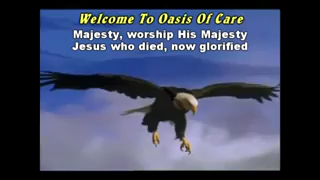 Welcome To Oasis Of Care
Majesty, worship His Majesty
Jesus who died, now glorified